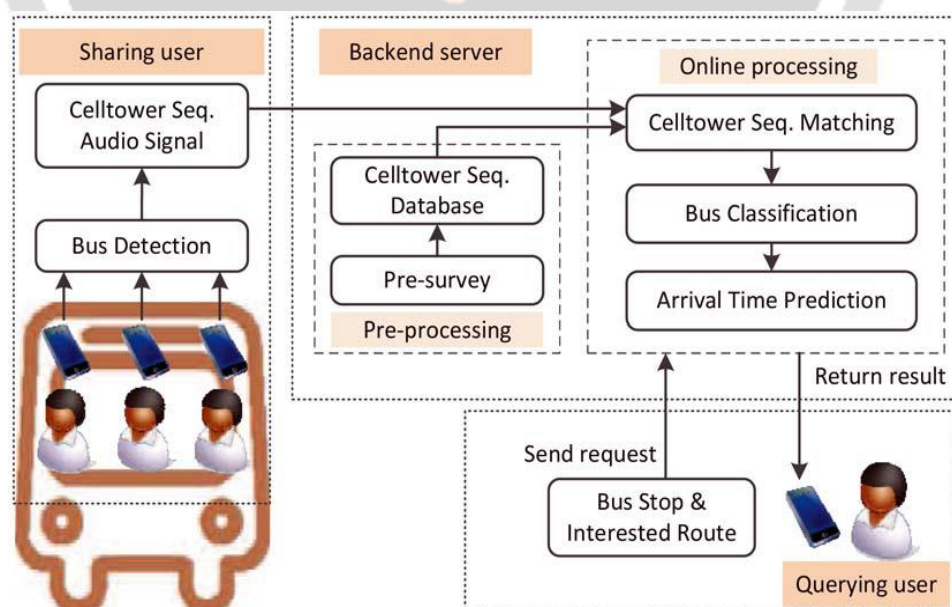 Sharing user
Celltower Seq.
Audio Signal
Bus Detection
Backend server
Online processing
Celltower Seq. Matching
Bus Classification
Arrival Time Prediction
Celltower Seq.
Database
Pre-survey
Pre-processing
Return result
Send request
Bus Stop &
Interested Route
Querying user